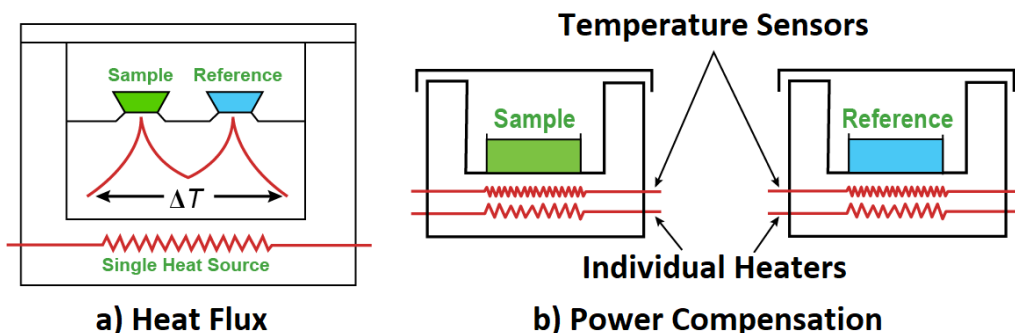 Sample Reference
ΔT
Single Heat Source
a) Heat Flux
Temperature Sensors
Sample
Reference
Individual Heaters
b) Power Compensation